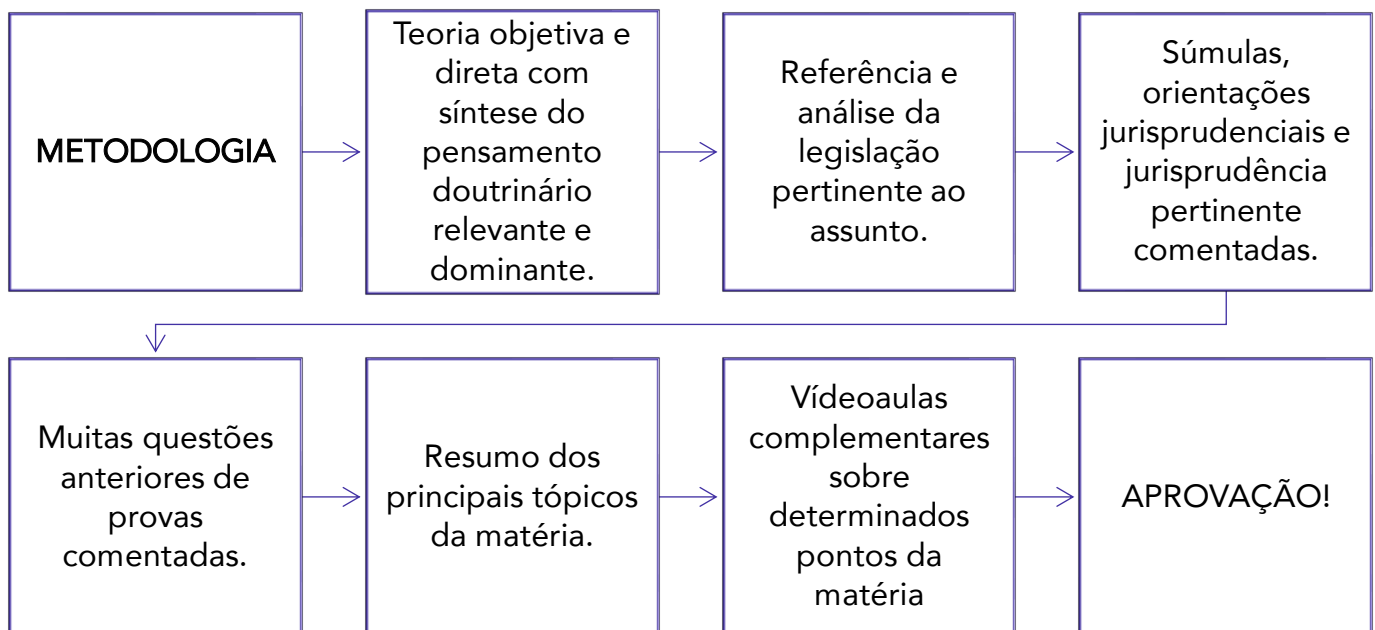 METODOLOGIA
Teoria objetiva e
direta com
síntese do
pensamento
doutrinário
relevante e
dominante.
Referência e
análise da
legislação
pertinente ao
assunto.
Súmulas,
orientações
jurisprudenciais e
jurisprudência
pertinente
comentadas.
Muitas questões
anteriores de
provas
comentadas.
Resumo dos
principais tópicos
da matéria.
Vídeoaulas
complementares
sobre
determinados
pontos da
matéria
APROVAÇÃO!